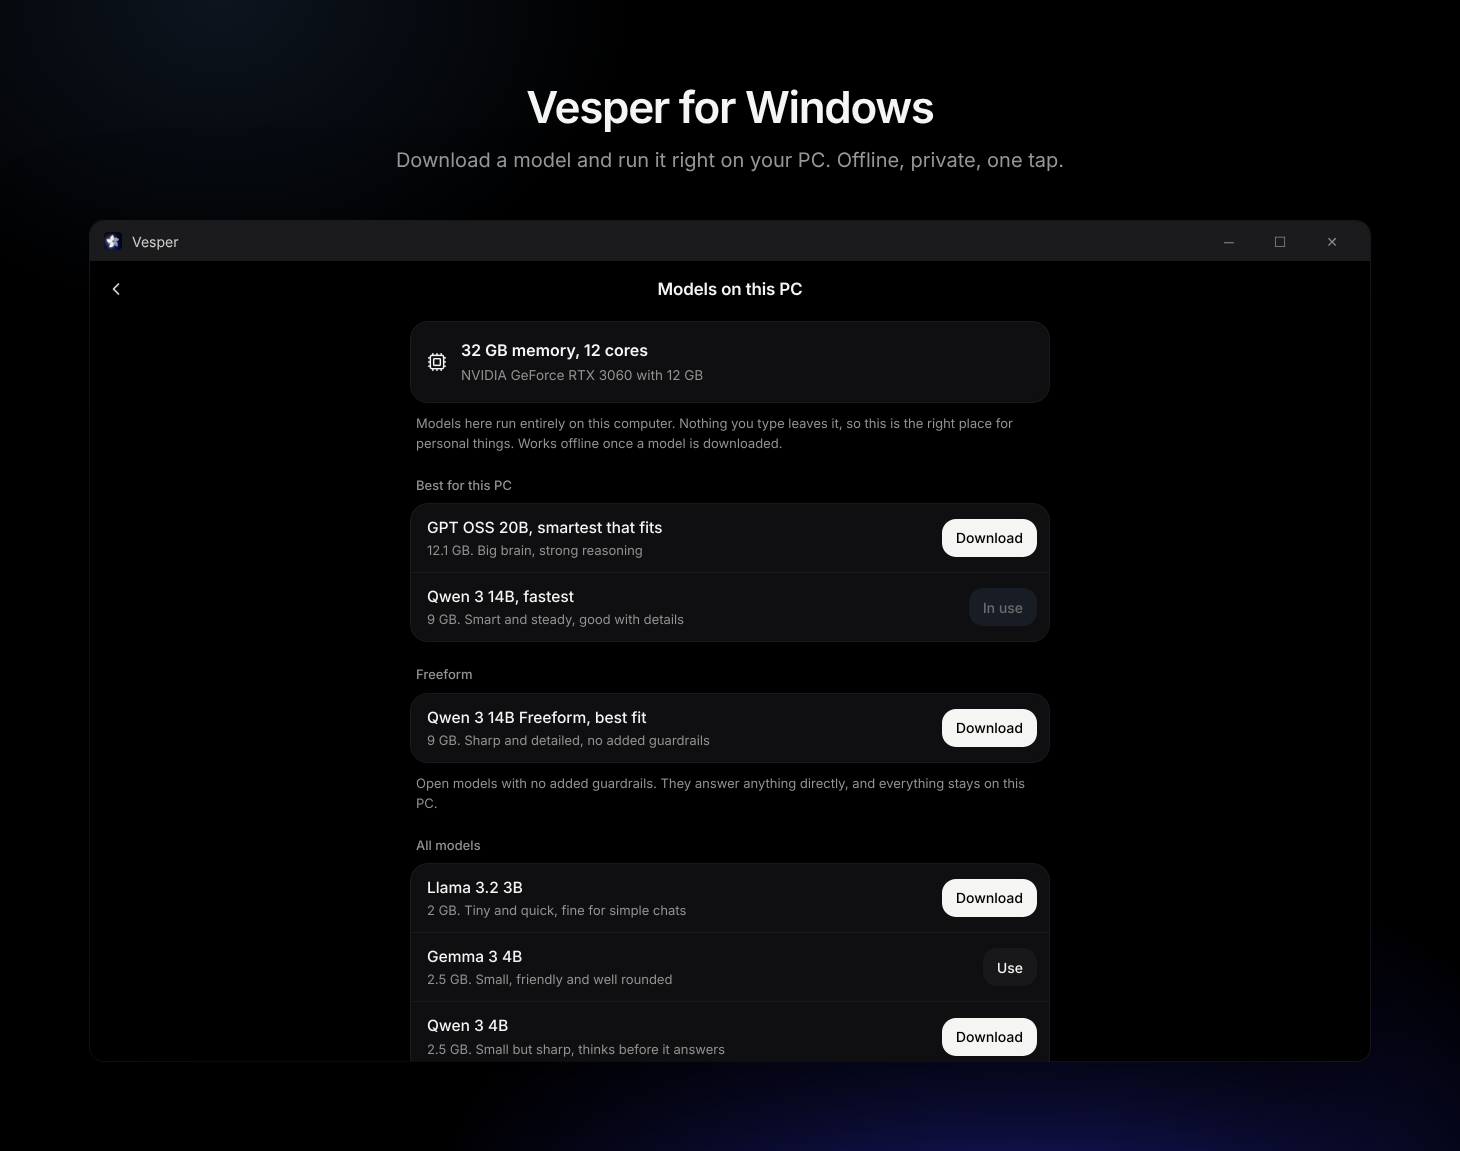 Vesper for Windows
Download a model and run it right on your PC. Offline, private, one tap.
Vesper
Models on this PC
32 GB memory, 12 cores
NVIDIA GeForce RTX 3060 with 12 GB
Models here run entirely on this computer. Nothing you type leaves it, so this is the right place for
personal things. Works offline once a model is downloaded.
Best for this PC
GPT OSS 20B, smartest that fits
12.1 GB. Big brain, strong reasoning
Download
Qwen 3 14B, fastest
9 GB. Smart and steady, good with details
In use
Freeform
Qwen 3 14B Freeform, best fit
9 GB. Sharp and detailed, no added guardrails
Download
Open models with no added guardrails. They answer anything directly, and everything stays on this
PC.
All models
Llama 3.2 3B
2 GB. Tiny and quick, fine for simple chats
Download
Gemma 3 4B
2.5 GB. Small, friendly and well rounded
Use
Qwen 3 4B
2.5 GB. Small but sharp, thinks before it answers
Download